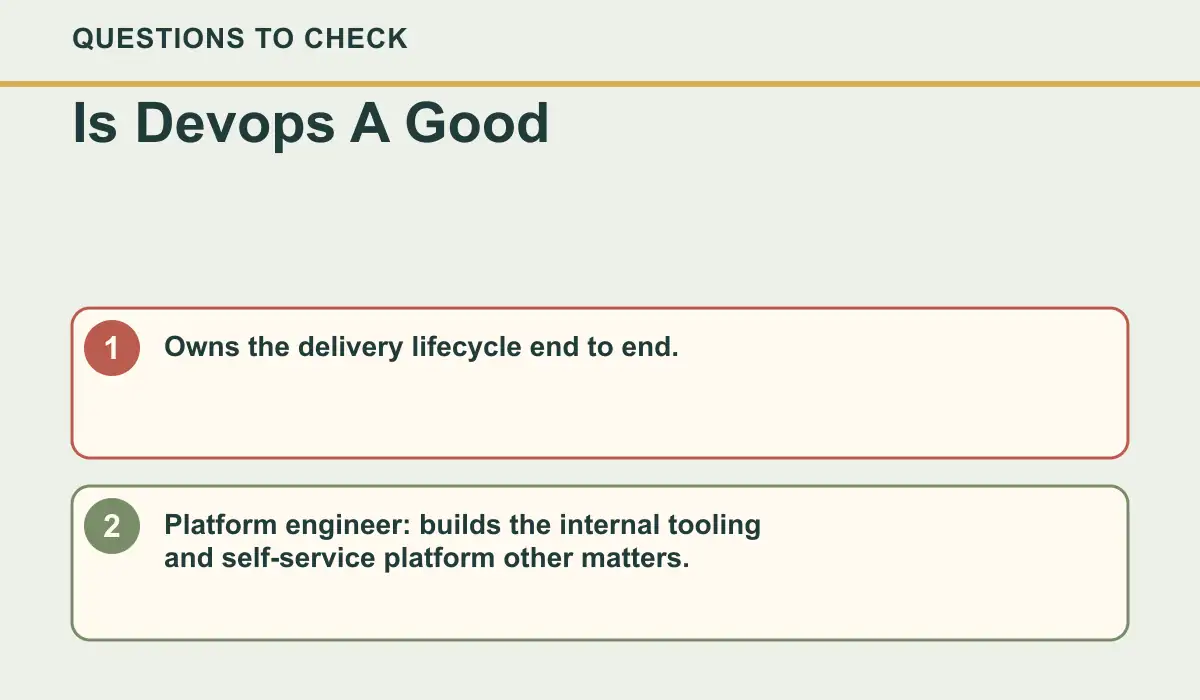 QUESTIONS TO CHECK
Is Devops A Good
1
Owns the delivery lifecycle end to end.
2
Platform engineer: builds the internal tooling
and self-service platform other matters.